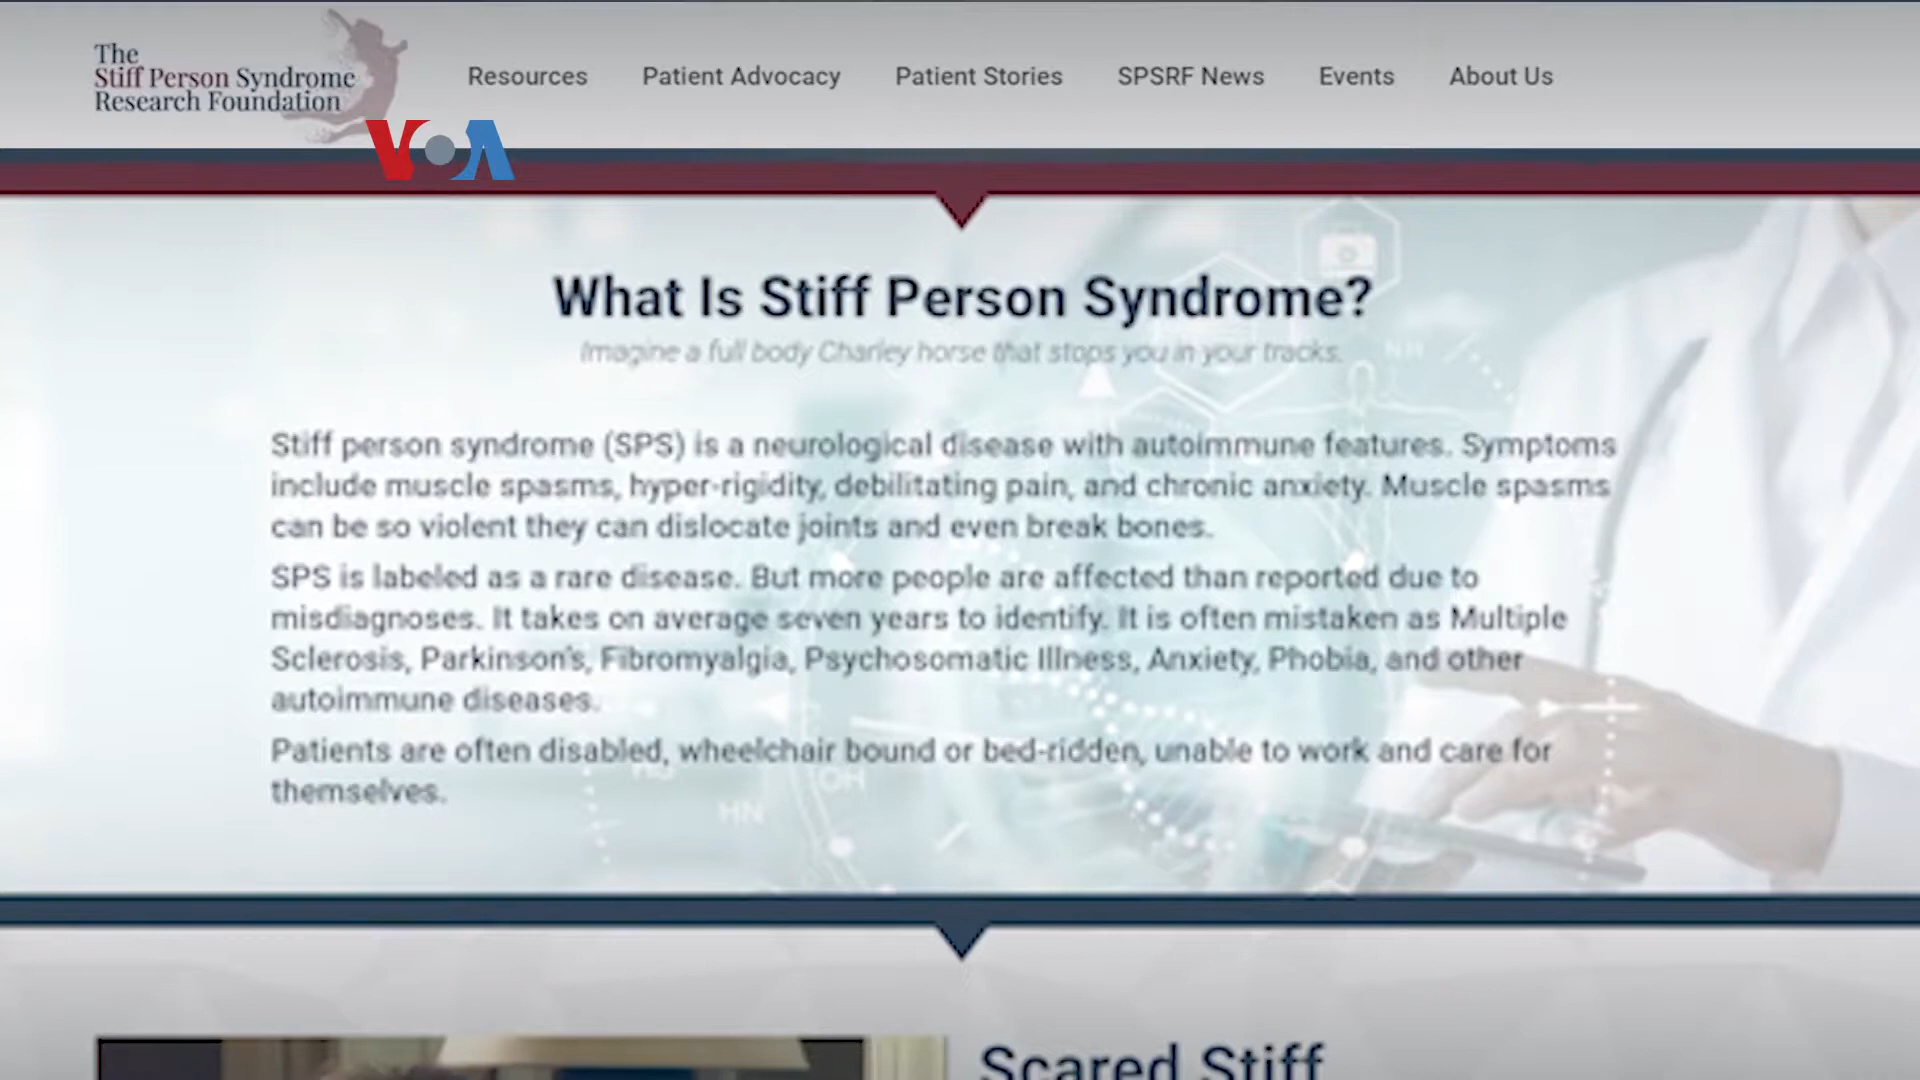 The
Stiff Person Syndrome
Research Foundation
Resources
Patient Advocacy
Patient Stories
SPSRF News
Events
About Us
VOA
What Is Stiff Person Syndrome?
Imagine a full body Charley horse that stops you in your tracks.
Stiff person syndrome (SPS) is a neurological disease with autoimmune features. Symptoms
include muscle spasms, hyper-rigidity, debilitating pain, and chronic anxiety. Muscle spasms
can be so violent they can dislocate joints and even break bones.
SPS is labeled as a rare disease. But more people are affected than reported due to
misdiagnoses. It takes on average seven years to identify. It is often mistaken as Multiple
Sclerosis, Parkinson's, Fibromyalgia, Psychosomatic Illness, Anxiety, Phobia, and other
autoimmune diseases.
Patients are often disabled, wheelchair bound or bed-ridden, unable to work and care for
themselves.
NH
OH
HN
Scared Stiff